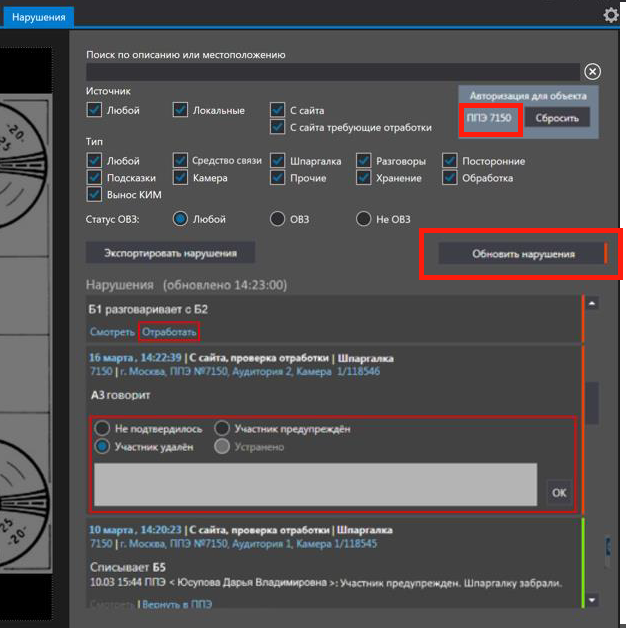 Нарушения
Поиск по описанию или местоположению
Источник
Любой Локальные С сайта
С сайта требующие отработки
Авторизация для объекта
ППЭ 7150 Сбросить
Тип
Любой Средство связи Шпаргалка Разговоры Посторонние
Подсказки Камера Прочие Хранение Обработка
Вынос КИМ
Статус ОВЗ: Любой ОВЗ Не ОВЗ
Экспортировать нарушения Обновить нарушения
Нарушения (обновлено 14:23:00)
Б1 разговаривает с Б2
Смотреть Отработать
16 марта, 14:22:39 | С сайта, проверка отработки | Шпаргалка
7150 | г. Москва, ППЭ №7150, Аудитория 2, Камера 1/118546
А3 говорит
Не подтвердилось Участник предупреждён
Участник удалён Устранено
OK
10 марта, 14:20:23 | С сайта, проверка отработки | Шпаргалка
7150 | г. Москва, ППЭ №7150, Аудитория 1, Камера 1/118545
Списывает Б5
10.03 15:44 ППЭ < Юсупова Дарья Владимировна >: Участник предупрежден. Шпаргалку забрали.
Смотреть | Вернуть в ППЭ
-20-
25
25
-20-